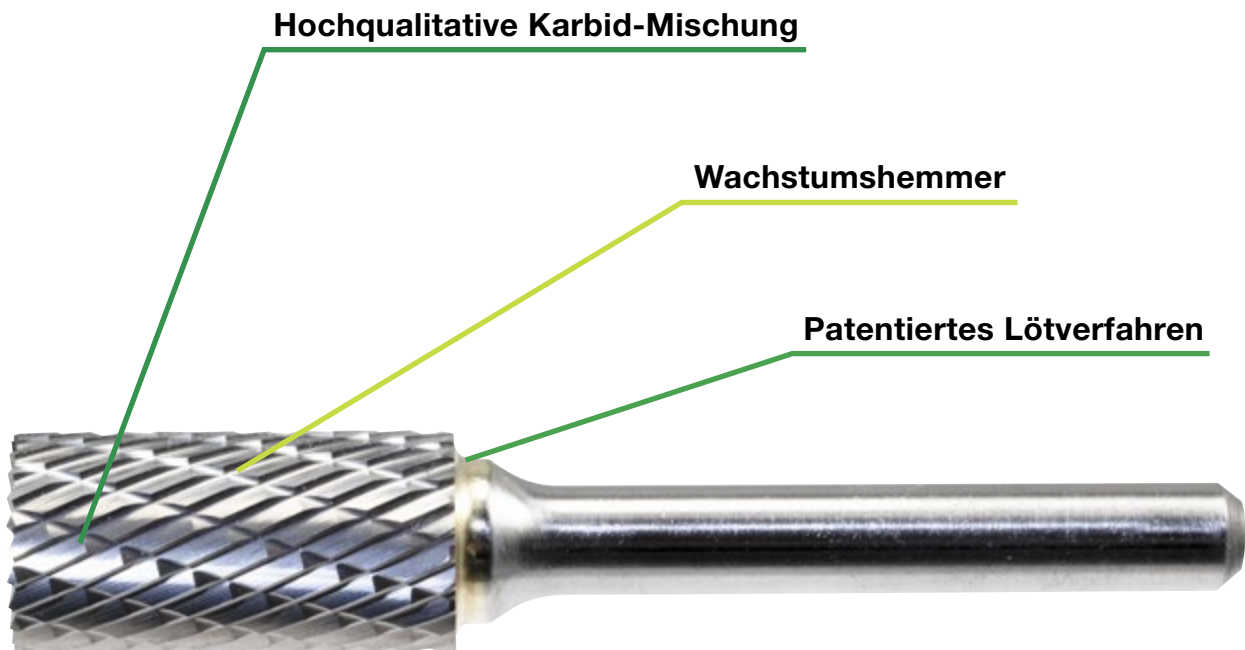 Hochqualitative Karbid-Mischung
Wachstumshemmer
Patentiertes Lötverfahren